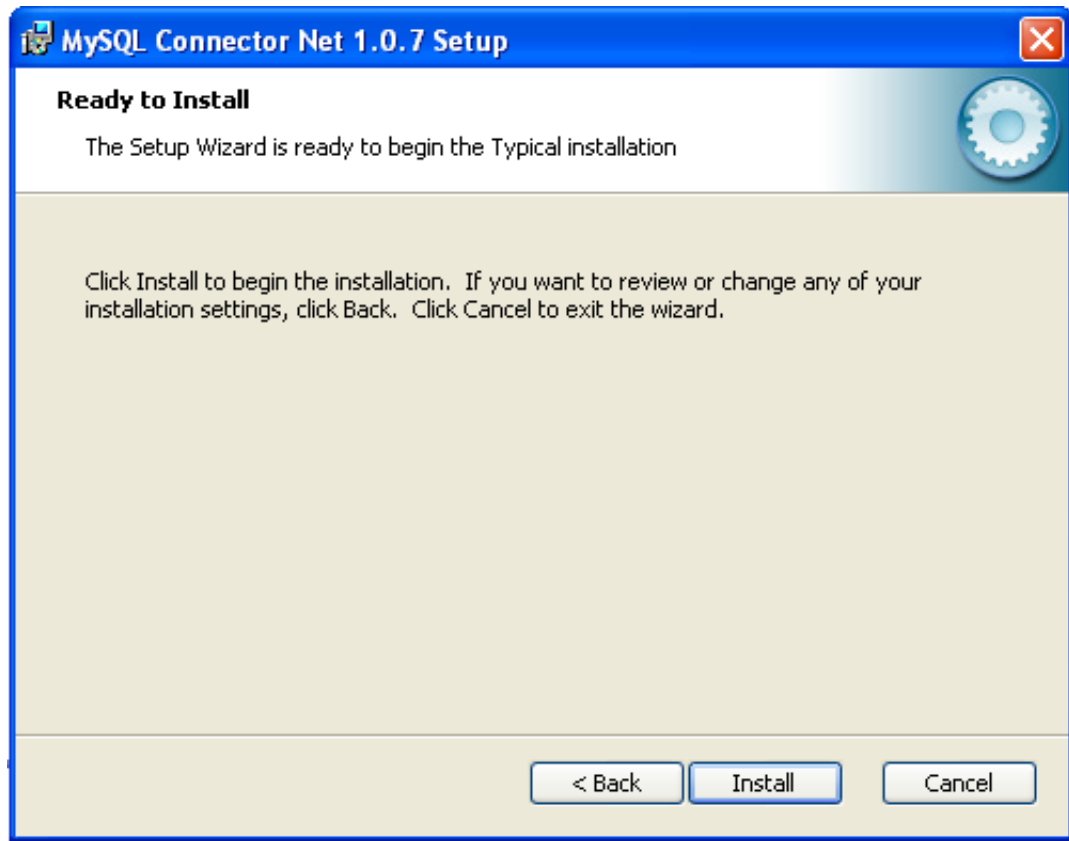 MySQL Connector Net 1.0.7 Setup
Ready to Install
The Setup Wizard is ready to begin the Typical installation
Click Install to begin the installation.  If you want to review or change any of your
installation settings, click Back.  Click Cancel to exit the wizard.
< Back Install Cancel